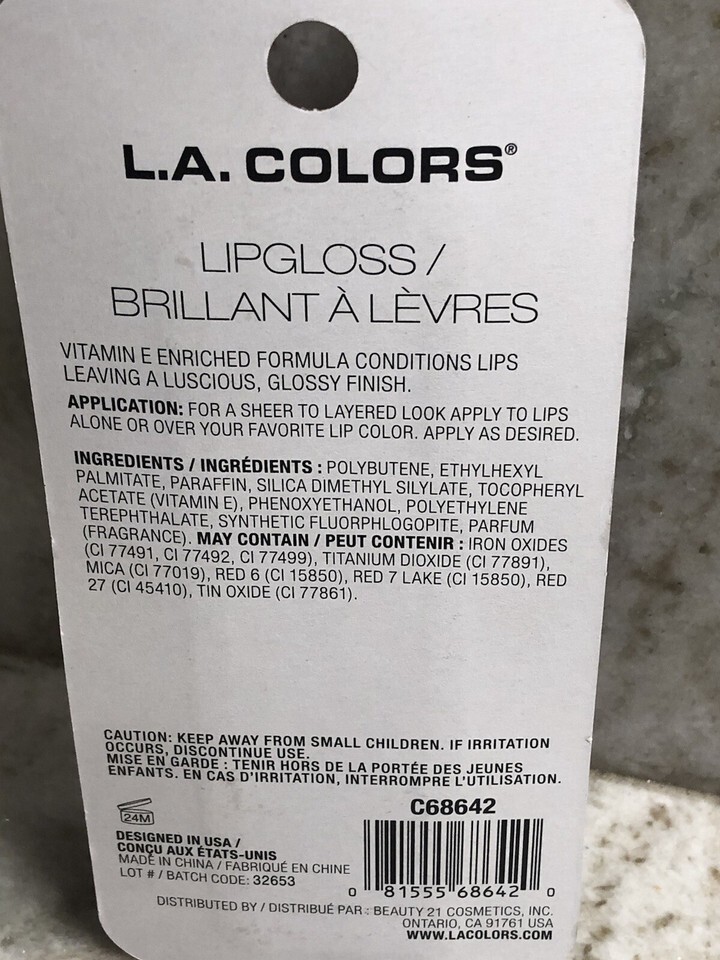 L.A. COLORS®
LIPGLOSS /
BRILLANT À LÈVRES
VITAMIN E ENRICHED FORMULA CONDITIONS LIPS
LEAVING A LUSCIOUS, GLOSSY FINISH.
APPLICATION: FOR A SHEER TO LAYERED LOOK APPLY TO LIPS
ALONE OR OVER YOUR FAVORITE LIP COLOR. APPLY AS DESIRED.
INGREDIENTS / INGRÉDIENTS : POLYBUTENE, ETHYLHEXYL
PALMITATE, PARAFFIN, SILICA DIMETHYL SILYLATE, TOCOPHERYL
ACETATE (VITAMIN E), PHENOXYETHANOL, POLYETHYLENE
TEREPHTHALATE, SYNTHETIC FLUORPHLOGOPITE, PARFUM
(FRAGRANCE). MAY CONTAIN / PEUT CONTENIR : IRON OXIDES
(CI 77491, CI 77492, CI 77499), TITANIUM DIOXIDE (CI 77891),
MICA (CI 77019), RED 6 (CI 15850), RED 7 LAKE (CI 15850), RED
27 (CI 45410), TIN OXIDE (CI 77861).
CAUTION: KEEP AWAY FROM SMALL CHILDREN. IF IRRITATION
OCCURS, DISCONTINUE USE.
MISE EN GARDE : TENIR HORS DE LA PORTÉE DES JEUNES
ENFANTS. EN CAS D'IRRITATION, INTERROMPRE L'UTILISATION.
24M
C68642
DESIGNED IN USA /
CONÇU AUX ÉTATS-UNIS
MADE IN CHINA / FABRIQUÉ EN CHINE
LOT # / BATCH CODE: 32653
0 81555 68642 0
DISTRIBUTED BY / DISTRIBUÉ PAR : BEAUTY 21 COSMETICS, INC.
ONTARIO, CA 91761 USA
WWW.LACOLORS.COM